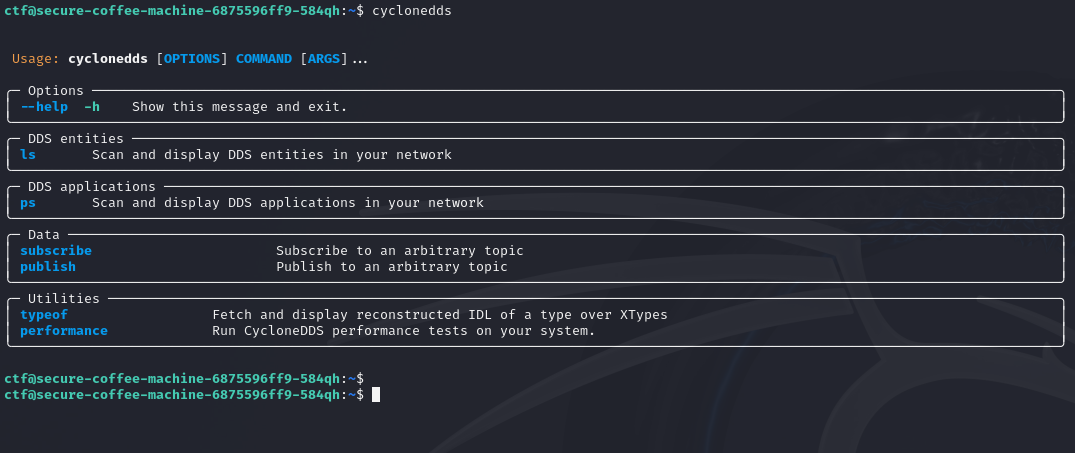 ctf@secure-coffee-machine-6875596ff9-584qh:~$ cyclonedds
Usage: cyclonedds [OPTIONS] COMMAND [ARGS]...
Options
--help -h Show this message and exit.
DDS entities
ls Scan and display DDS entities in your network
DDS applications
ps Scan and display DDS applications in your network
Data
subscribe Subscribe to an arbitrary topic
publish Publish to an arbitrary topic
Utilities
typeof Fetch and display reconstructed IDL of a type over XTypes
performance Run CycloneDDS performance tests on your system.
ctf@secure-coffee-machine-6875596ff9-584qh:~$
ctf@secure-coffee-machine-6875596ff9-584qh:~$